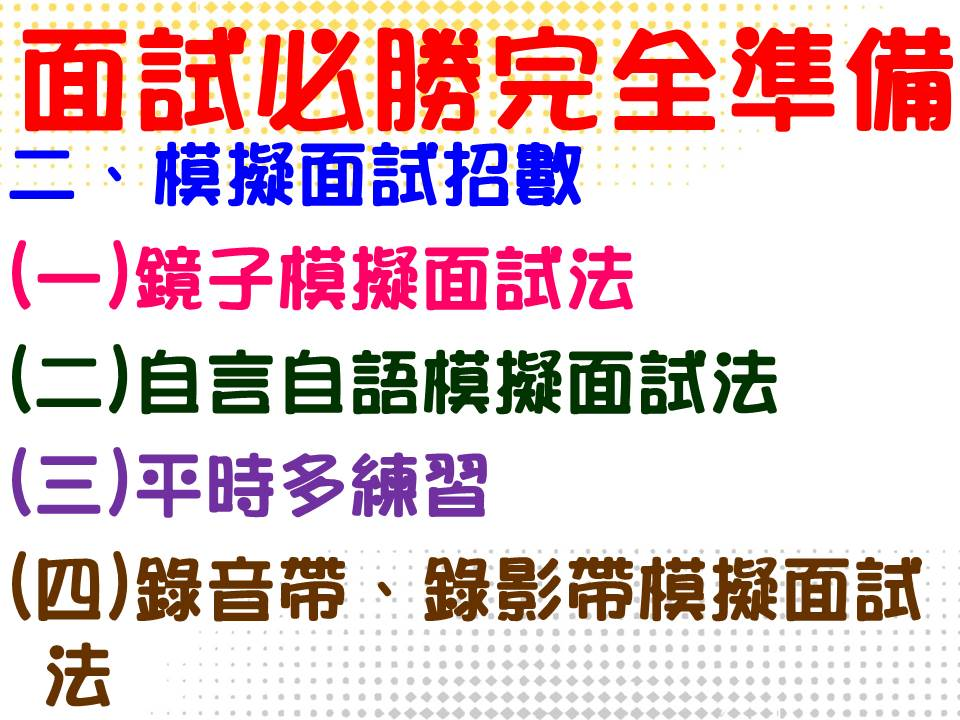 面試必勝完全準備
二、模擬面試招數
(一)鏡子模擬面試法
(二)自言自語模擬面試法
(三)平時多練習
(四)錄音帶、錄影帶模擬面試
法